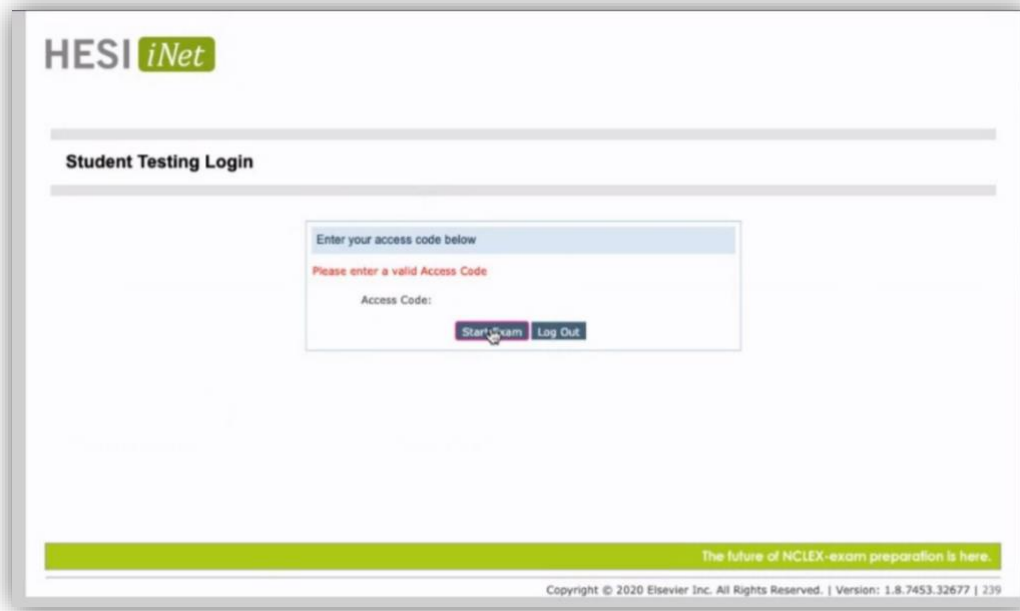 HESI iNet
Student Testing Login
Enter your access code below
Please enter a valid Access Code
Access Code:
Start Exam Log Out
The future of NCLEX-exam preparation is here.
Copyright © 2020 Elsevier Inc. All Rights Reserved. | Version: 1.8.7453.32677 | 239